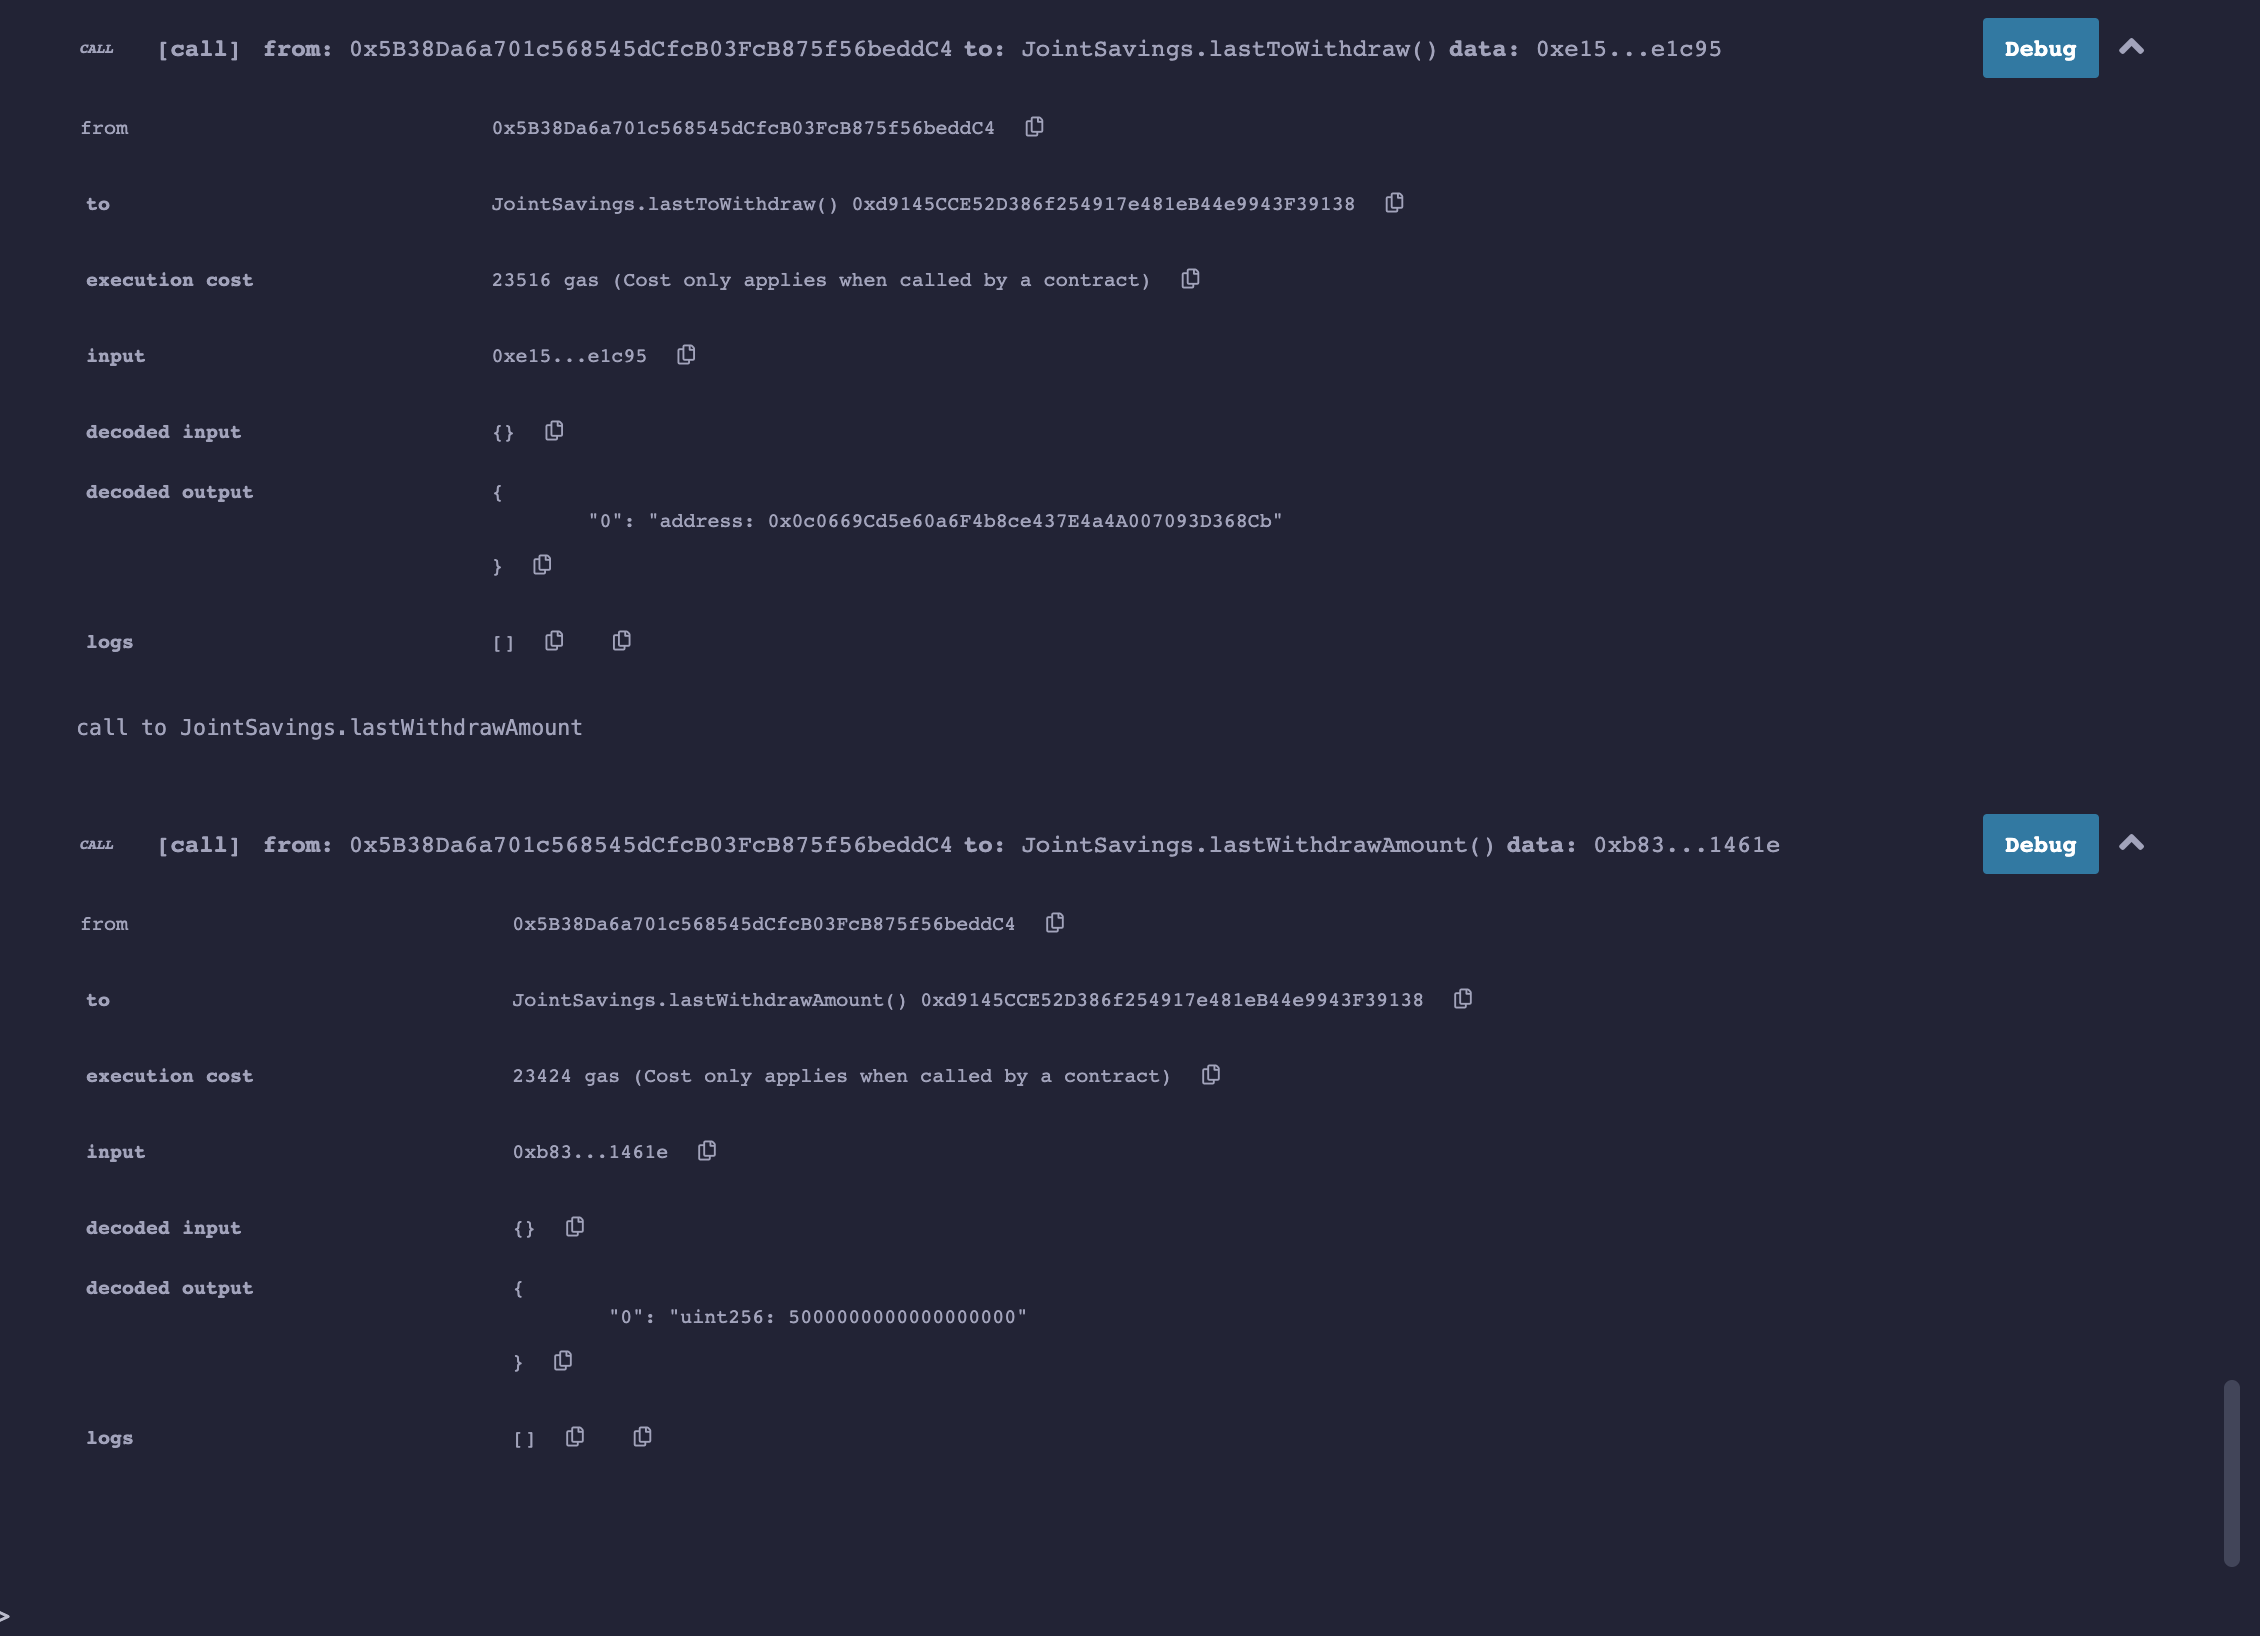 CALL [call] from: 0x5B38Da6a701c568545dCfcB03FcB875f56beddC4 to: JointSavings.lastToWithdraw() data: 0xe15...e1c95 Debug
from 0x5B38Da6a701c568545dCfcB03FcB875f56beddC4
to JointSavings.lastToWithdraw() 0xd9145CCE52D386f254917e481eB44e9943F39138
execution cost 23516 gas (Cost only applies when called by a contract)
input 0xe15...e1c95
decoded input {}
decoded output {
"0": "address: 0x0c0669Cd5e60a6F4b8ce437E4a4A007093D368Cb"
}
logs []
call to JointSavings.lastWithdrawAmount
CALL [call] from: 0x5B38Da6a701c568545dCfcB03FcB875f56beddC4 to: JointSavings.lastWithdrawAmount() data: 0xb83...1461e Debug
from 0x5B38Da6a701c568545dCfcB03FcB875f56beddC4
to JointSavings.lastWithdrawAmount() 0xd9145CCE52D386f254917e481eB44e9943F39138
execution cost 23424 gas (Cost only applies when called by a contract)
input 0xb83...1461e
decoded input {}
decoded output {
"0": "uint256: 5000000000000000000"
}
logs []
>